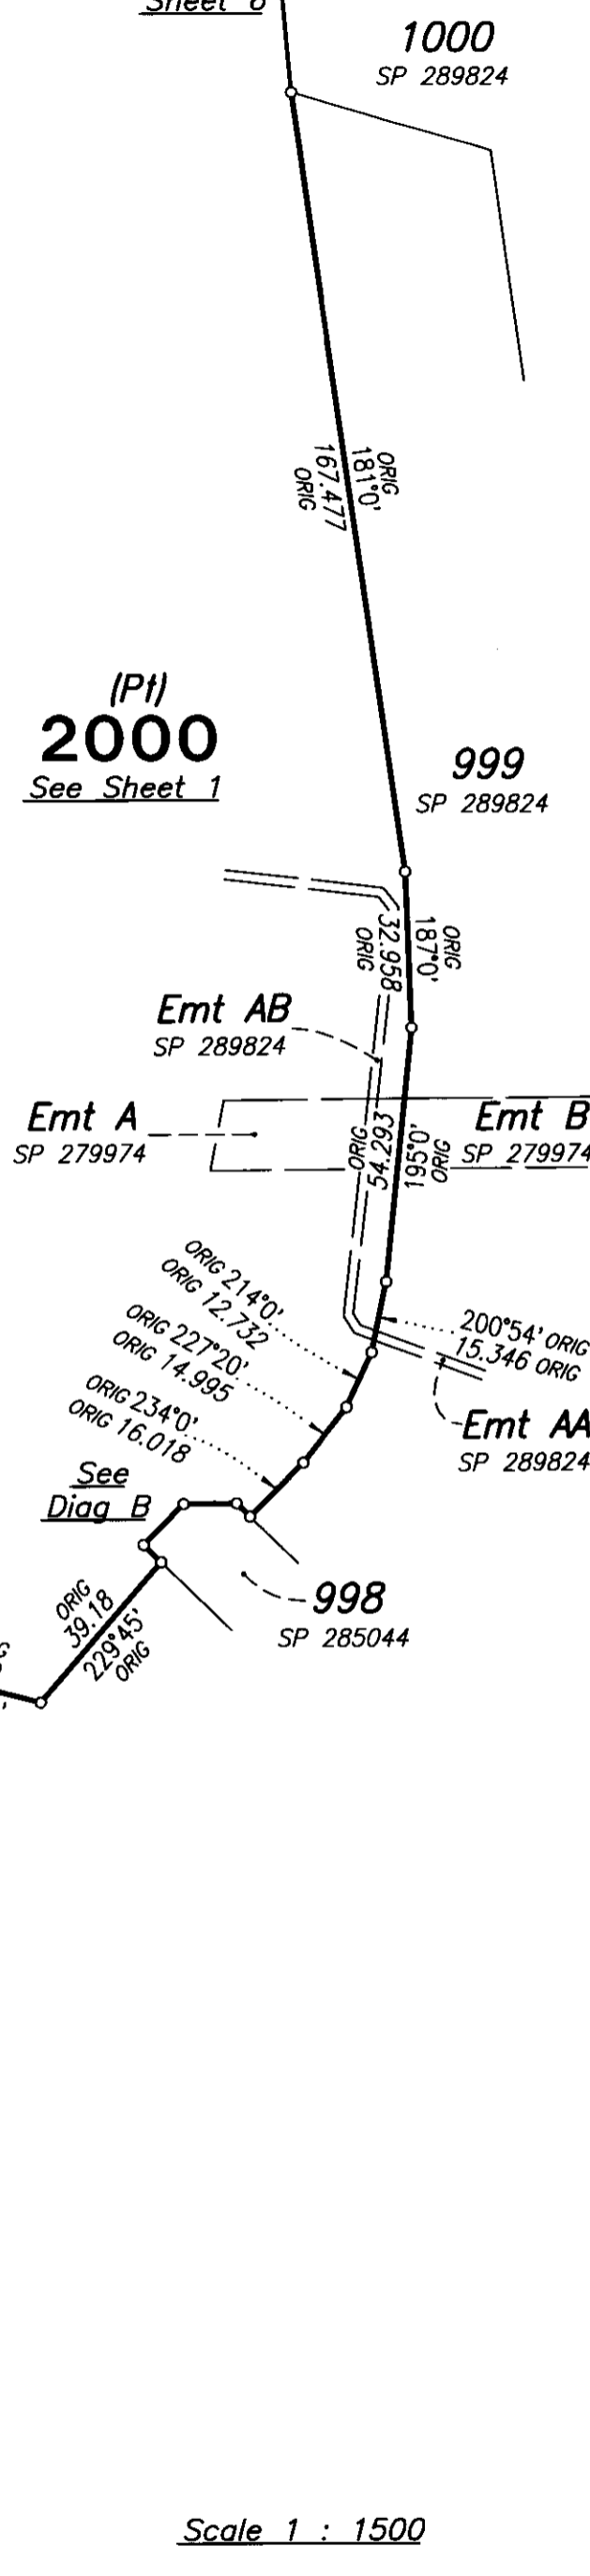 Sheet 6
1000
SP 289824
ORIG
181°0'
167.477
ORIG
(Pt)
2000
See Sheet 1
999
SP 289824
ORIG
187°0'
32.958
ORIG
Emt AB
SP 289824
Emt A
SP 279974
Emt B
SP 279974
ORIG
54.293
195°0'
ORIG
ORIG 214°0'
ORIG 12.732
ORIG 227°20'
ORIG 14.995
ORIG 234°0'
ORIG 16.018
200°54' ORIG
15.346 ORIG
Emt AA
SP 289824
See
Diag B
998
SP 285044
ORIG
39.18
229°45'
ORIG
Scale 1 : 1500